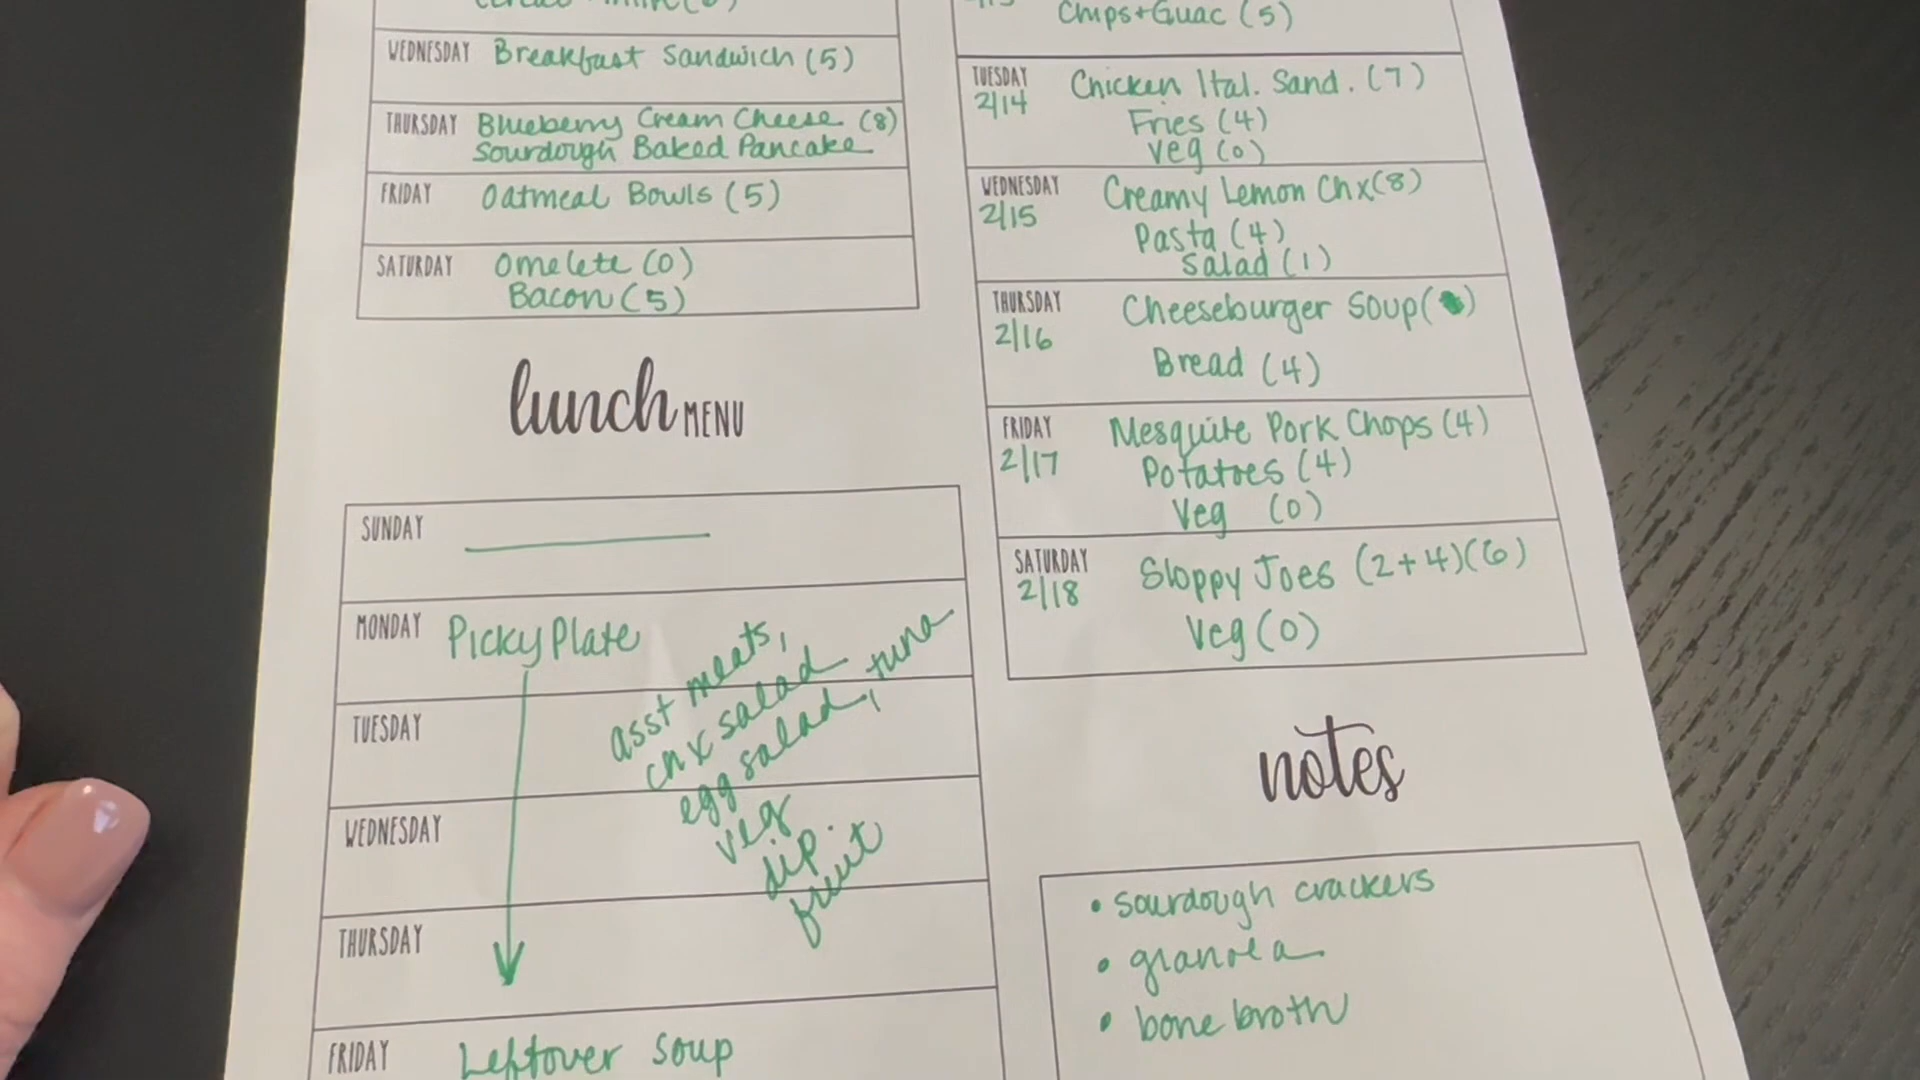 WEDNESDAY Breakfast Sandwich (5)
THURSDAY Blueberry Cream Cheese (8)
Sourdough Baked Pancake
FRIDAY Oatmeal Bowls (5)
SATURDAY Omelete (0)
Bacon (5)
lunch MENU
SUNDAY
MONDAY Picky Plate
asst meats,
chx salad
egg salad, tuna
veg
dip
fruit
TUESDAY
WEDNESDAY
THURSDAY
FRIDAY Leftover Soup
Chips+Guac (5)
TUESDAY Chicken Ital. Sand. (7)
2/14 Fries (4)
Veg (0)
WEDNESDAY Creamy Lemon Chx (8)
2/15 Pasta (4)
Salad (1)
THURSDAY Cheeseburger Soup ( )
2/16 Bread (4)
FRIDAY Mesquite Pork Chops (4)
2/17 Potatoes (4)
Veg (0)
SATURDAY Sloppy Joes (2+4)(6)
2/18 Veg (0)
notes
• sourdough crackers
• granola
• bone broth